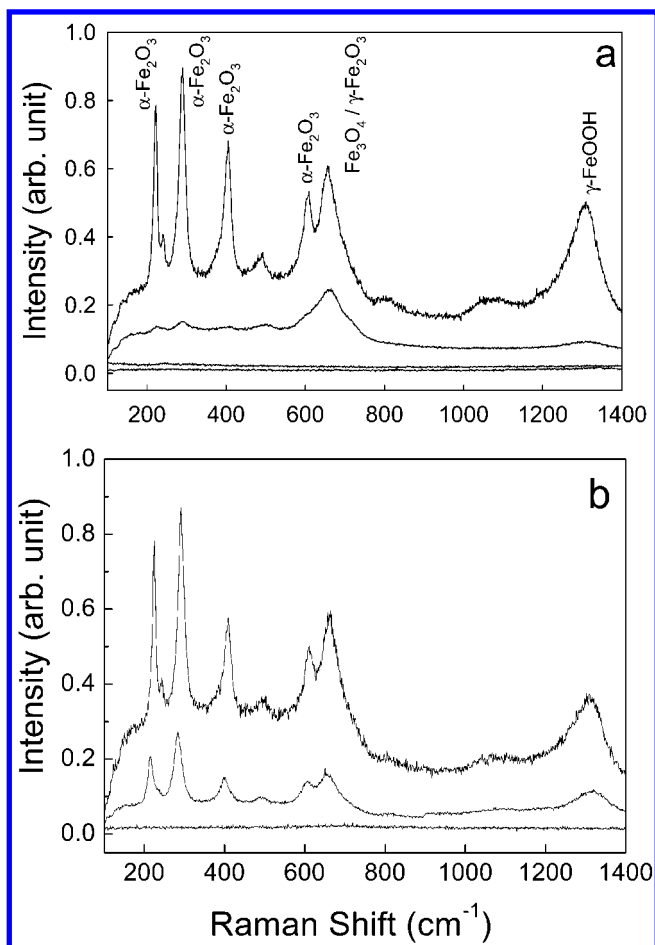 a
α-Fe₂O₃
α-Fe₂O₃
α-Fe₂O₃
α-Fe₂O₃
Fe₃O₄ / γ-Fe₂O₃
γ-FeOOH
Intensity (arb. unit)
1.0
0.8
0.6
0.4
0.2
0.0
200 400 600 800 1000 1200 1400
b
Intensity (arb. unit)
1.0
0.8
0.6
0.4
0.2
0.0
200 400 600 800 1000 1200 1400
Raman Shift (cm⁻¹)